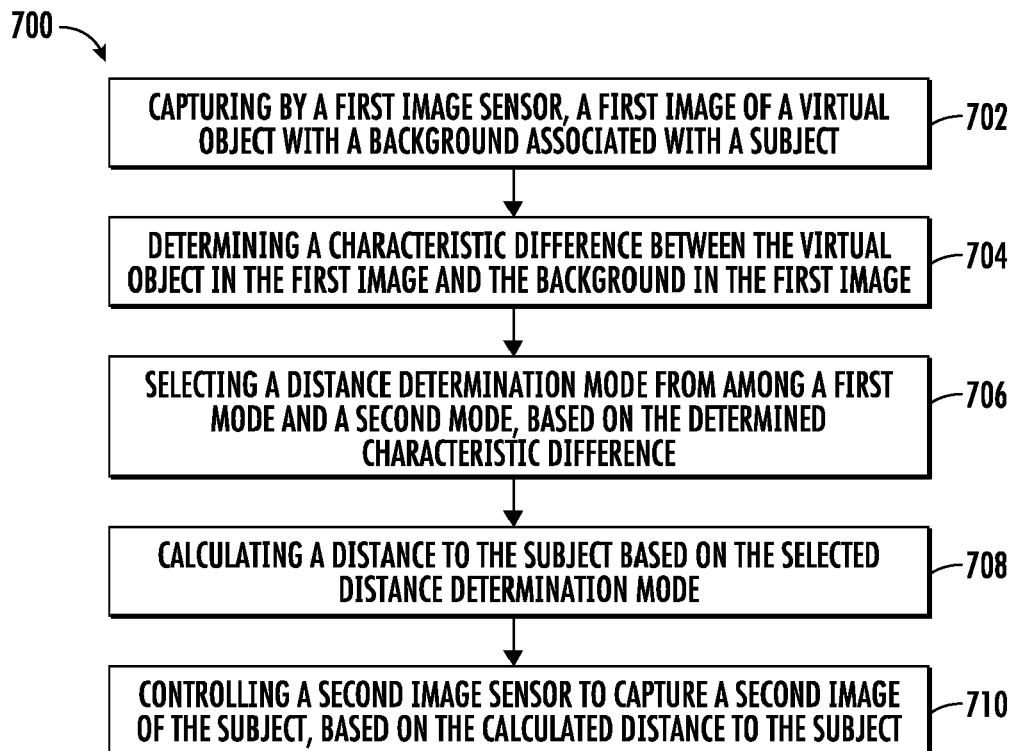 700
CAPTURING BY A FIRST IMAGE SENSOR, A FIRST IMAGE OF A VIRTUAL
OBJECT WITH A BACKGROUND ASSOCIATED WITH A SUBJECT
702
DETERMINING A CHARACTERISTIC DIFFERENCE BETWEEN THE VIRTUAL
OBJECT IN THE FIRST IMAGE AND THE BACKGROUND IN THE FIRST IMAGE
704
SELECTING A DISTANCE DETERMINATION MODE FROM AMONG A FIRST
MODE AND A SECOND MODE, BASED ON THE DETERMINED
CHARACTERISTIC DIFFERENCE
706
CALCULATING A DISTANCE TO THE SUBJECT BASED ON THE SELECTED
DISTANCE DETERMINATION MODE
708
CONTROLLING A SECOND IMAGE SENSOR TO CAPTURE A SECOND IMAGE
OF THE SUBJECT, BASED ON THE CALCULATED DISTANCE TO THE SUBJECT
710